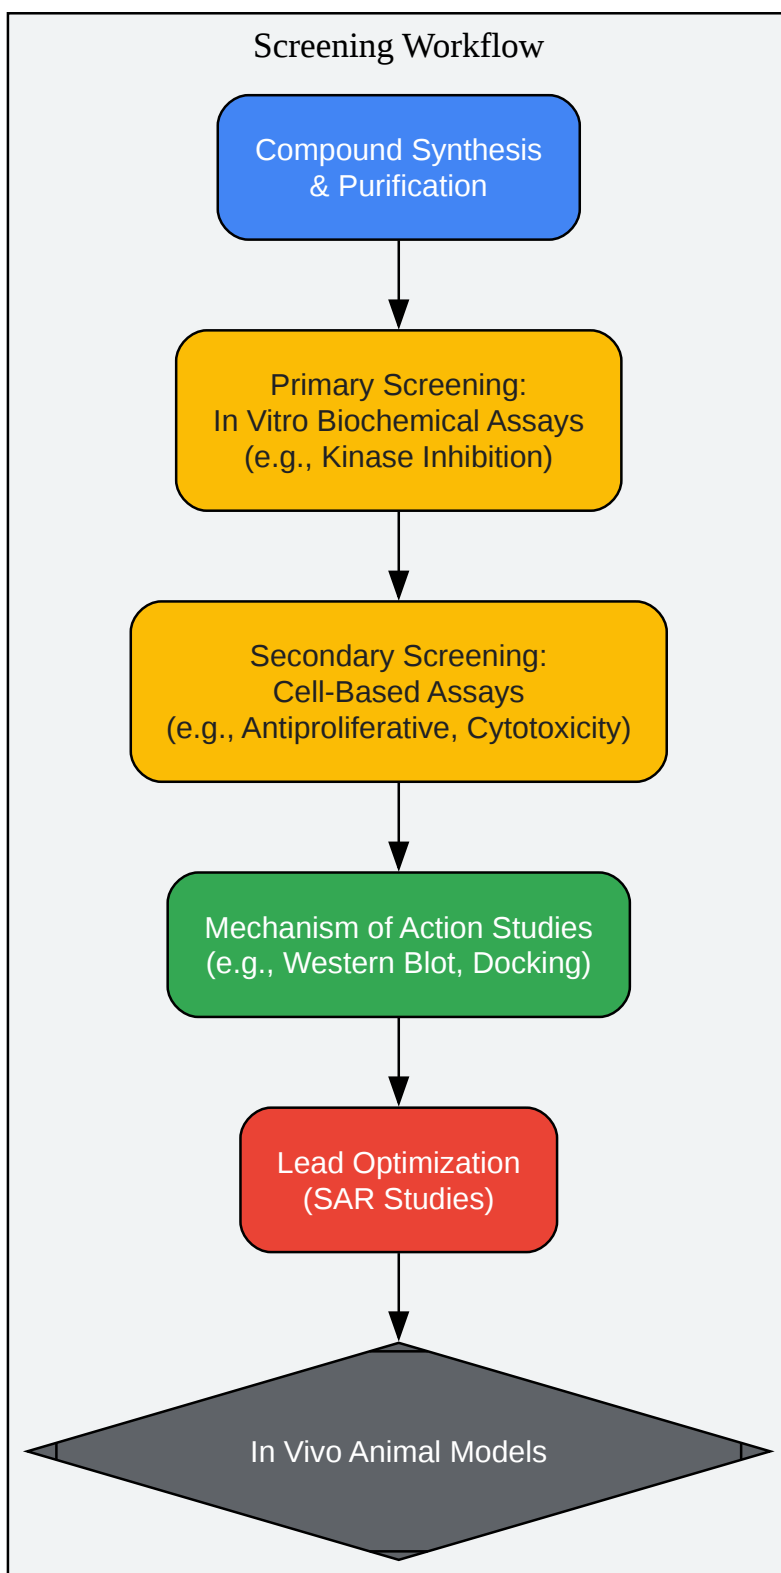 Screening Workflow
Compound Synthesis
& Purification
Primary Screening:
In Vitro Biochemical Assays
(e.g., Kinase Inhibition)
Secondary Screening:
Cell-Based Assays
(e.g., Antiproliferative, Cytotoxicity)
Mechanism of Action Studies
(e.g., Western Blot, Docking)
Lead Optimization
(SAR Studies)
In Vivo Animal Models